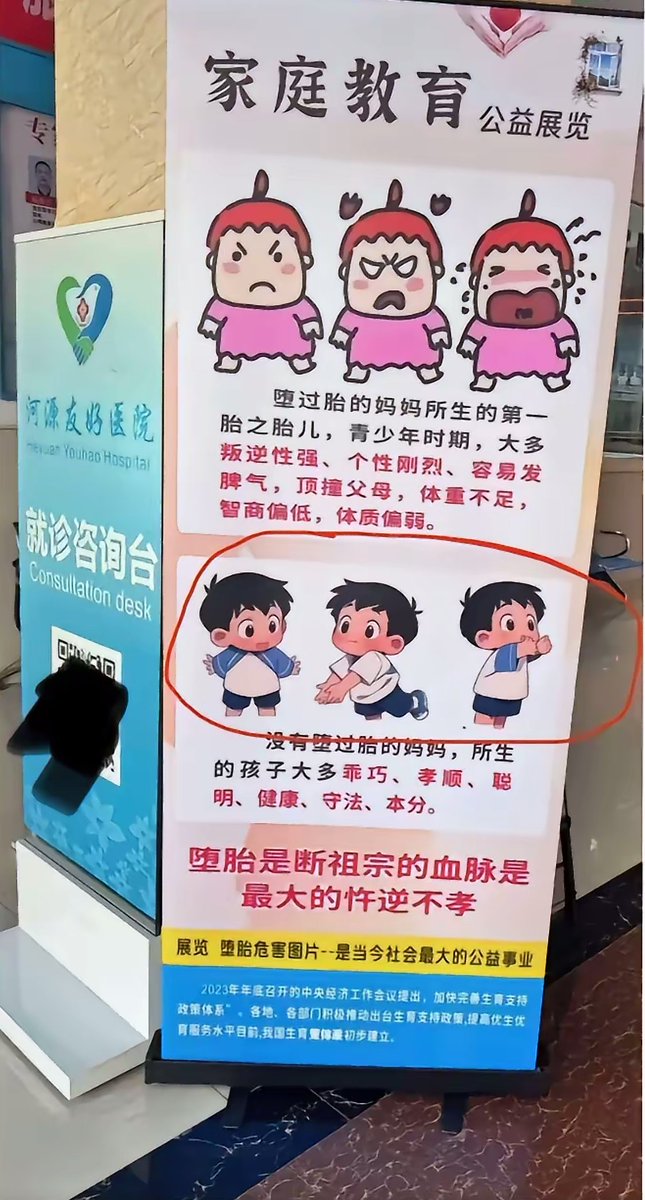 家庭教育
公益展览
堕过胎的妈妈所生的第一
胎之胎儿，青少年时期，大多
叛逆性强、个性刚烈、容易发
脾气，顶撞父母，体重不足，
智商偏低，体质偏弱。
没有堕过胎的妈妈，所生
的孩子大多乖巧、孝顺、聪
明、健康、守法、本分。
堕胎是断祖宗的血脉是
最大的忤逆不孝
展览 堕胎危害图片--是当今社会最大的公益事业
2023年年底召开的中央经济工作会议提出，加快完善生育支持
政策体系”。各地、各部门积极推动出台生育支持政策,提高优生优
育服务水平目前,我国生育初步建立。
河源友好医院
Heyuan Youhao Hospital
就诊咨询台
Consultation desk
专